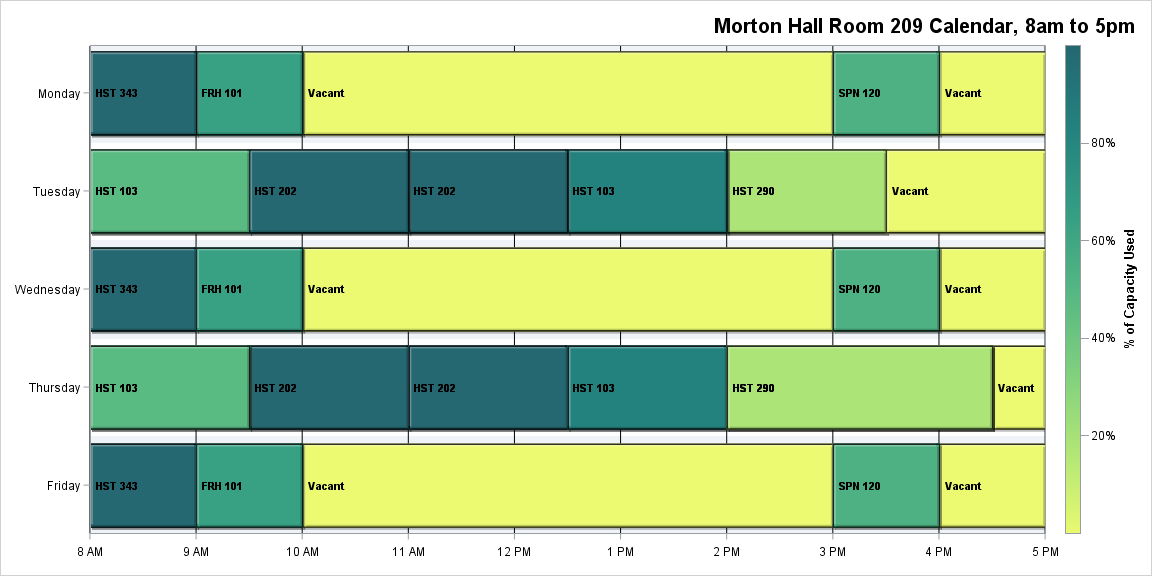 Morton Hall Room 209 Calendar, 8am to 5pm
Monday HST 343 FRH 101 Vacant SPN 120 Vacant
Tuesday HST 103 HST 202 HST 202 HST 103 HST 290 Vacant
Wednesday HST 343 FRH 101 Vacant SPN 120 Vacant
Thursday HST 103 HST 202 HST 202 HST 103 HST 290 Vacant
Friday HST 343 FRH 101 Vacant SPN 120 Vacant
8 AM 9 AM 10 AM 11 AM 12 PM 1 PM 2 PM 3 PM 4 PM 5 PM
80%
60%
40%
20%
% of Capacity Used